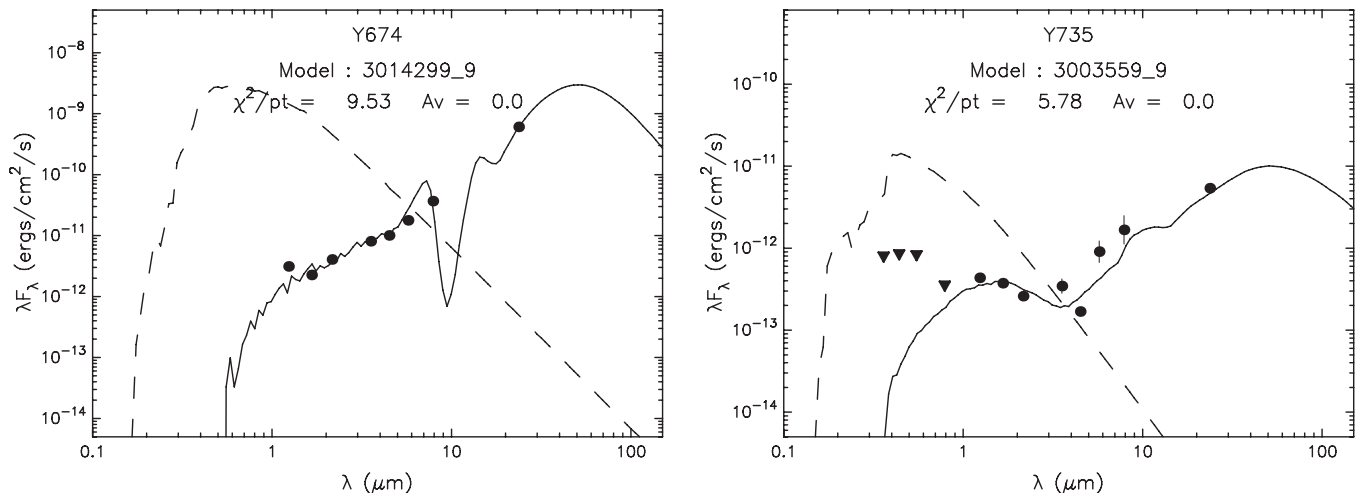 Y674
Model : 3014299_9
χ²/pt = 9.53 Av = 0.0
λF_λ (ergs/cm²/s)
10⁻⁸
10⁻⁹
10⁻¹⁰
10⁻¹¹
10⁻¹²
10⁻¹³
10⁻¹⁴
0.1 1 10 100
λ (μm)
Y735
Model : 3003559_9
χ²/pt = 5.78 Av = 0.0
λF_λ (ergs/cm²/s)
10⁻¹⁰
10⁻¹¹
10⁻¹²
10⁻¹³
10⁻¹⁴
0.1 1 10 100
λ (μm)